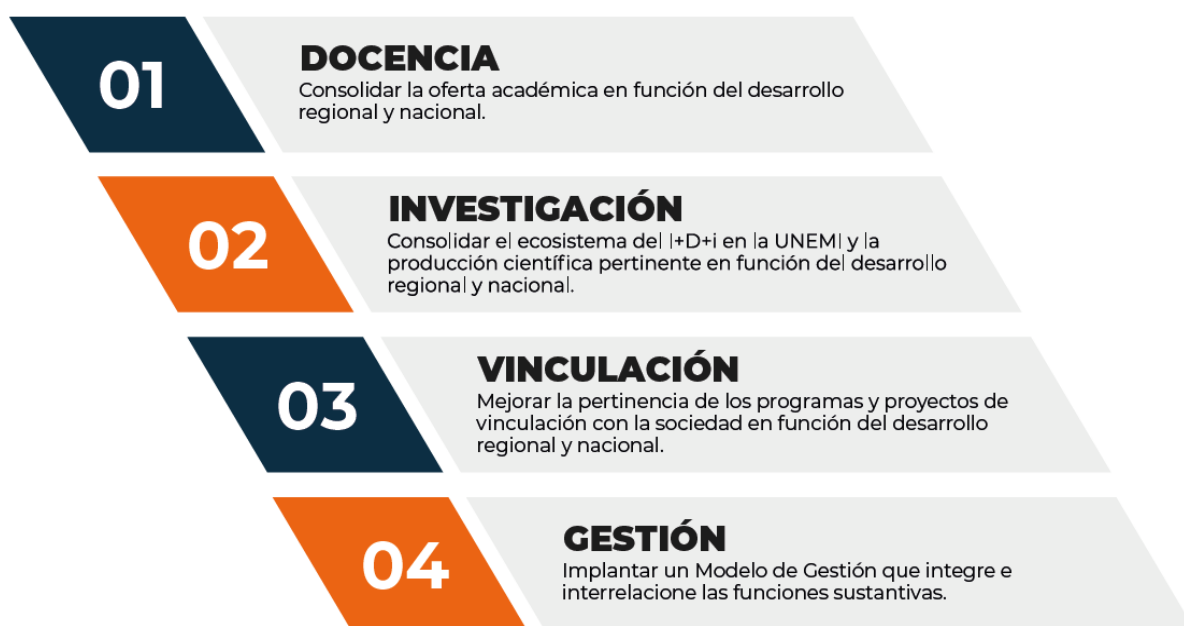 01
DOCENCIA
Consolidar la oferta académica en función del desarrollo
regional y nacional.
02
INVESTIGACIÓN
Consolidar el ecosistema del I+D+i en la UNEMI y la
producción científica pertinente en función del desarrollo
regional y nacional.
03
VINCULACIÓN
Mejorar la pertinencia de los programas y proyectos de
vinculación con la sociedad en función del desarrollo
regional y nacional.
04
GESTIÓN
Implantar un Modelo de Gestión que integre e
interrelacione las funciones sustantivas.